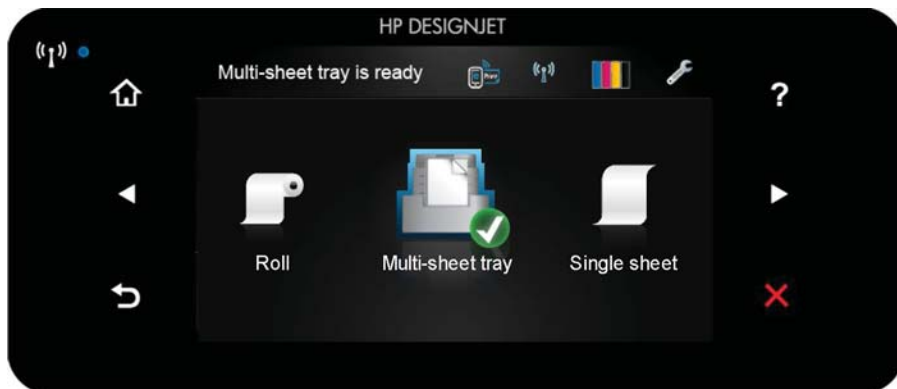 HP DESIGNJET
Multi-sheet tray is ready
?
Roll
Multi-sheet tray
Single sheet